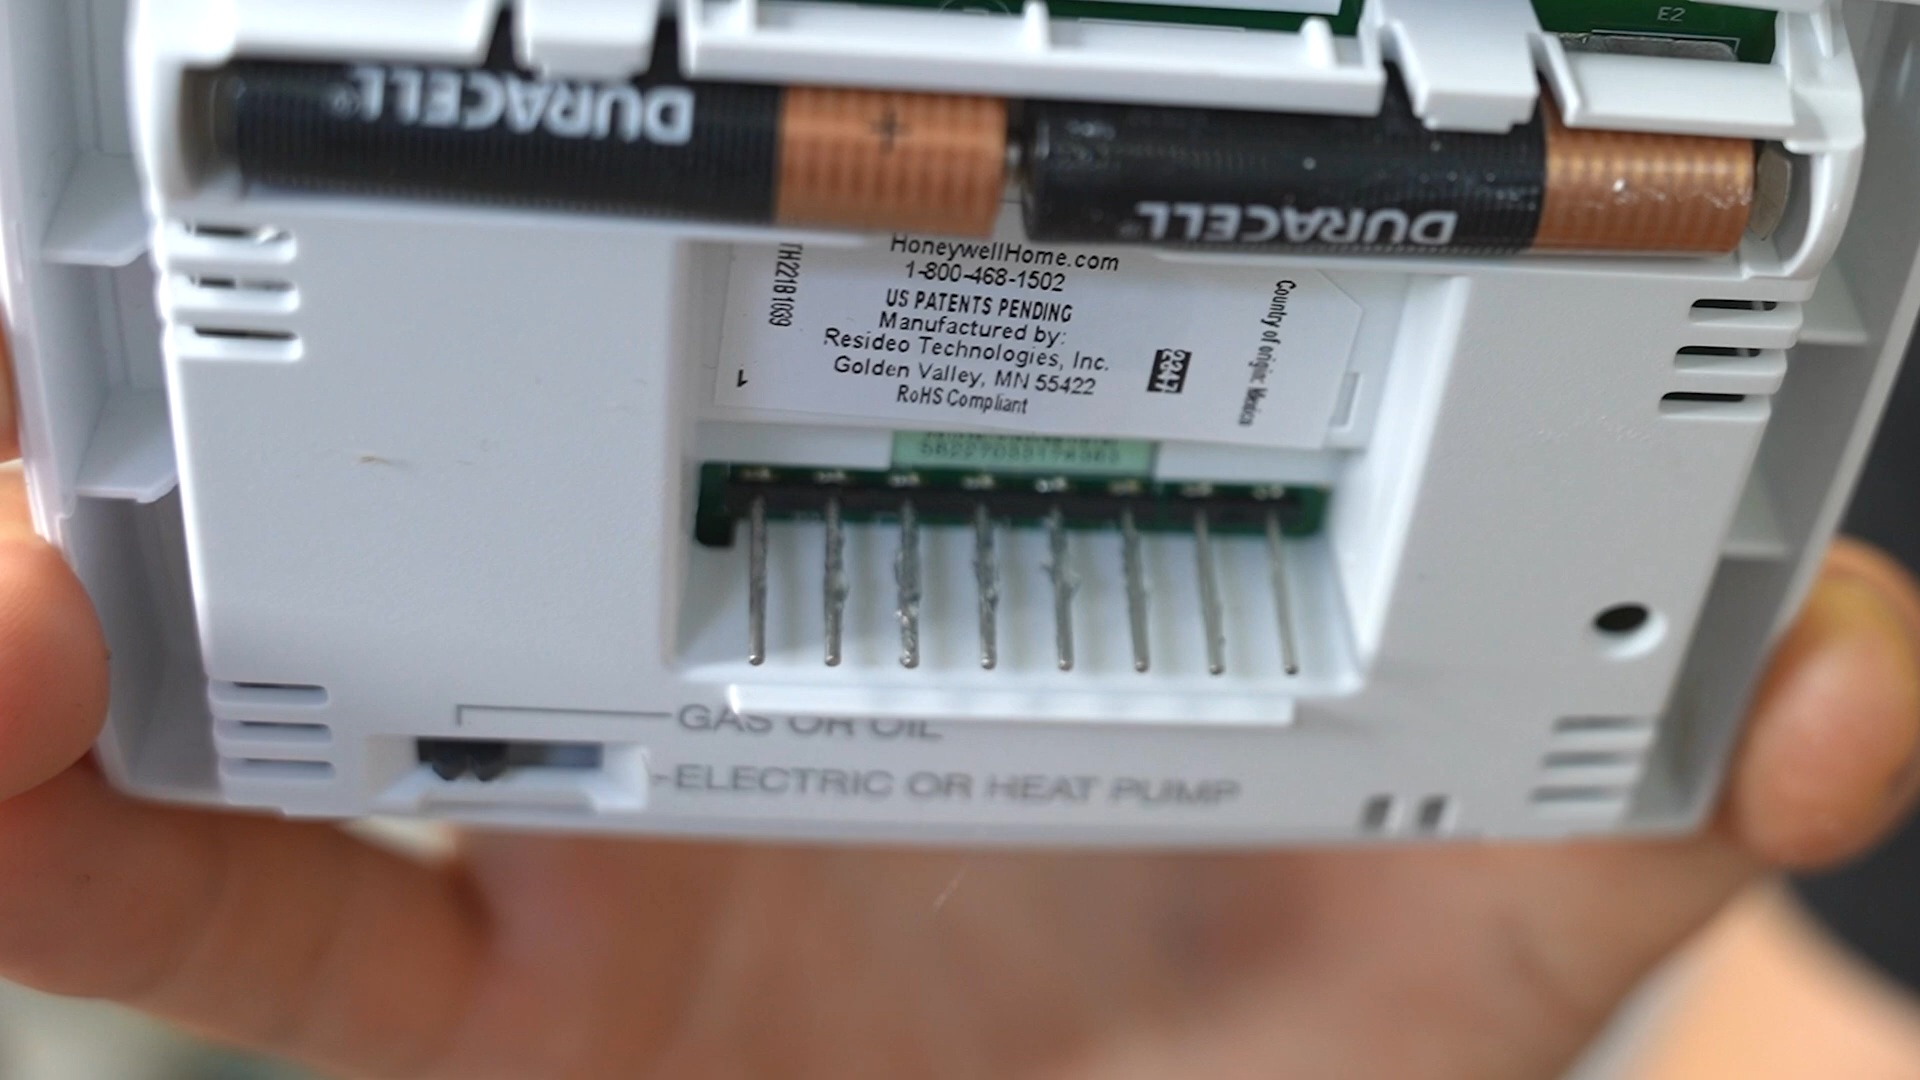 E2
DURACELL
+
DURACELL
HoneywellHome.com
1-800-468-1502
US PATENTS PENDING
Manufactured by:
Resideo Technologies, Inc.
Golden Valley, MN 55422
RoHS Compliant
Country of origin: Mexico
2247
1
GAS OR OIL
ELECTRIC OR HEAT PUMP